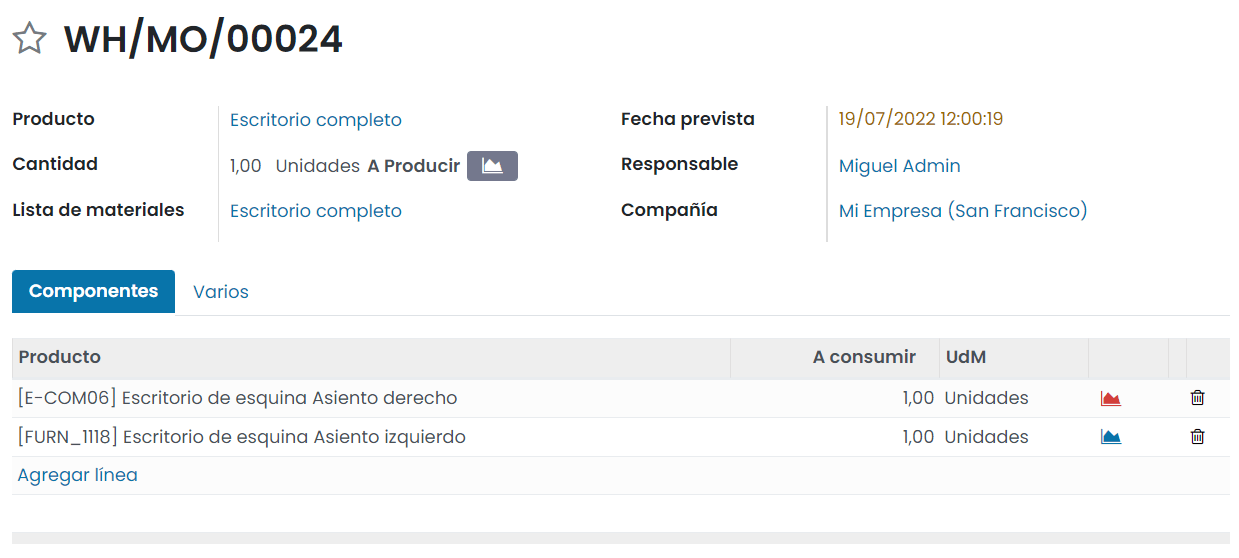 WH/MO/00024
Producto Escritorio completo Fecha prevista 19/07/2022 12:00:19
Cantidad 1,00 Unidades A Producir Responsable Miguel Admin
Lista de materiales Escritorio completo Compañía Mi Empresa (San Francisco)
Componentes Varios
Producto A consumir UdM
[E-COM06] Escritorio de esquina Asiento derecho 1,00 Unidades
[FURN_1118] Escritorio de esquina Asiento izquierdo 1,00 Unidades
Agregar línea